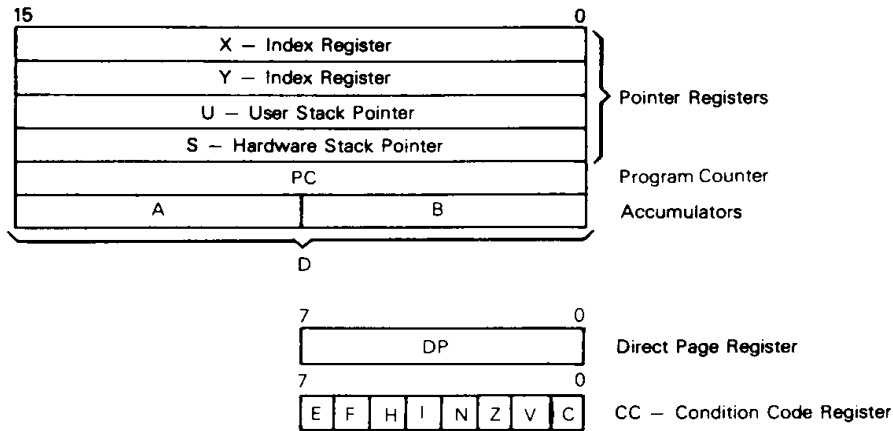 15 0
X – Index Register
Y – Index Register
U – User Stack Pointer
S – Hardware Stack Pointer
Pointer Registers
PC Program Counter
A B Accumulators
D
7 0
DP Direct Page Register
7 0
E F H I N Z V C CC – Condition Code Register